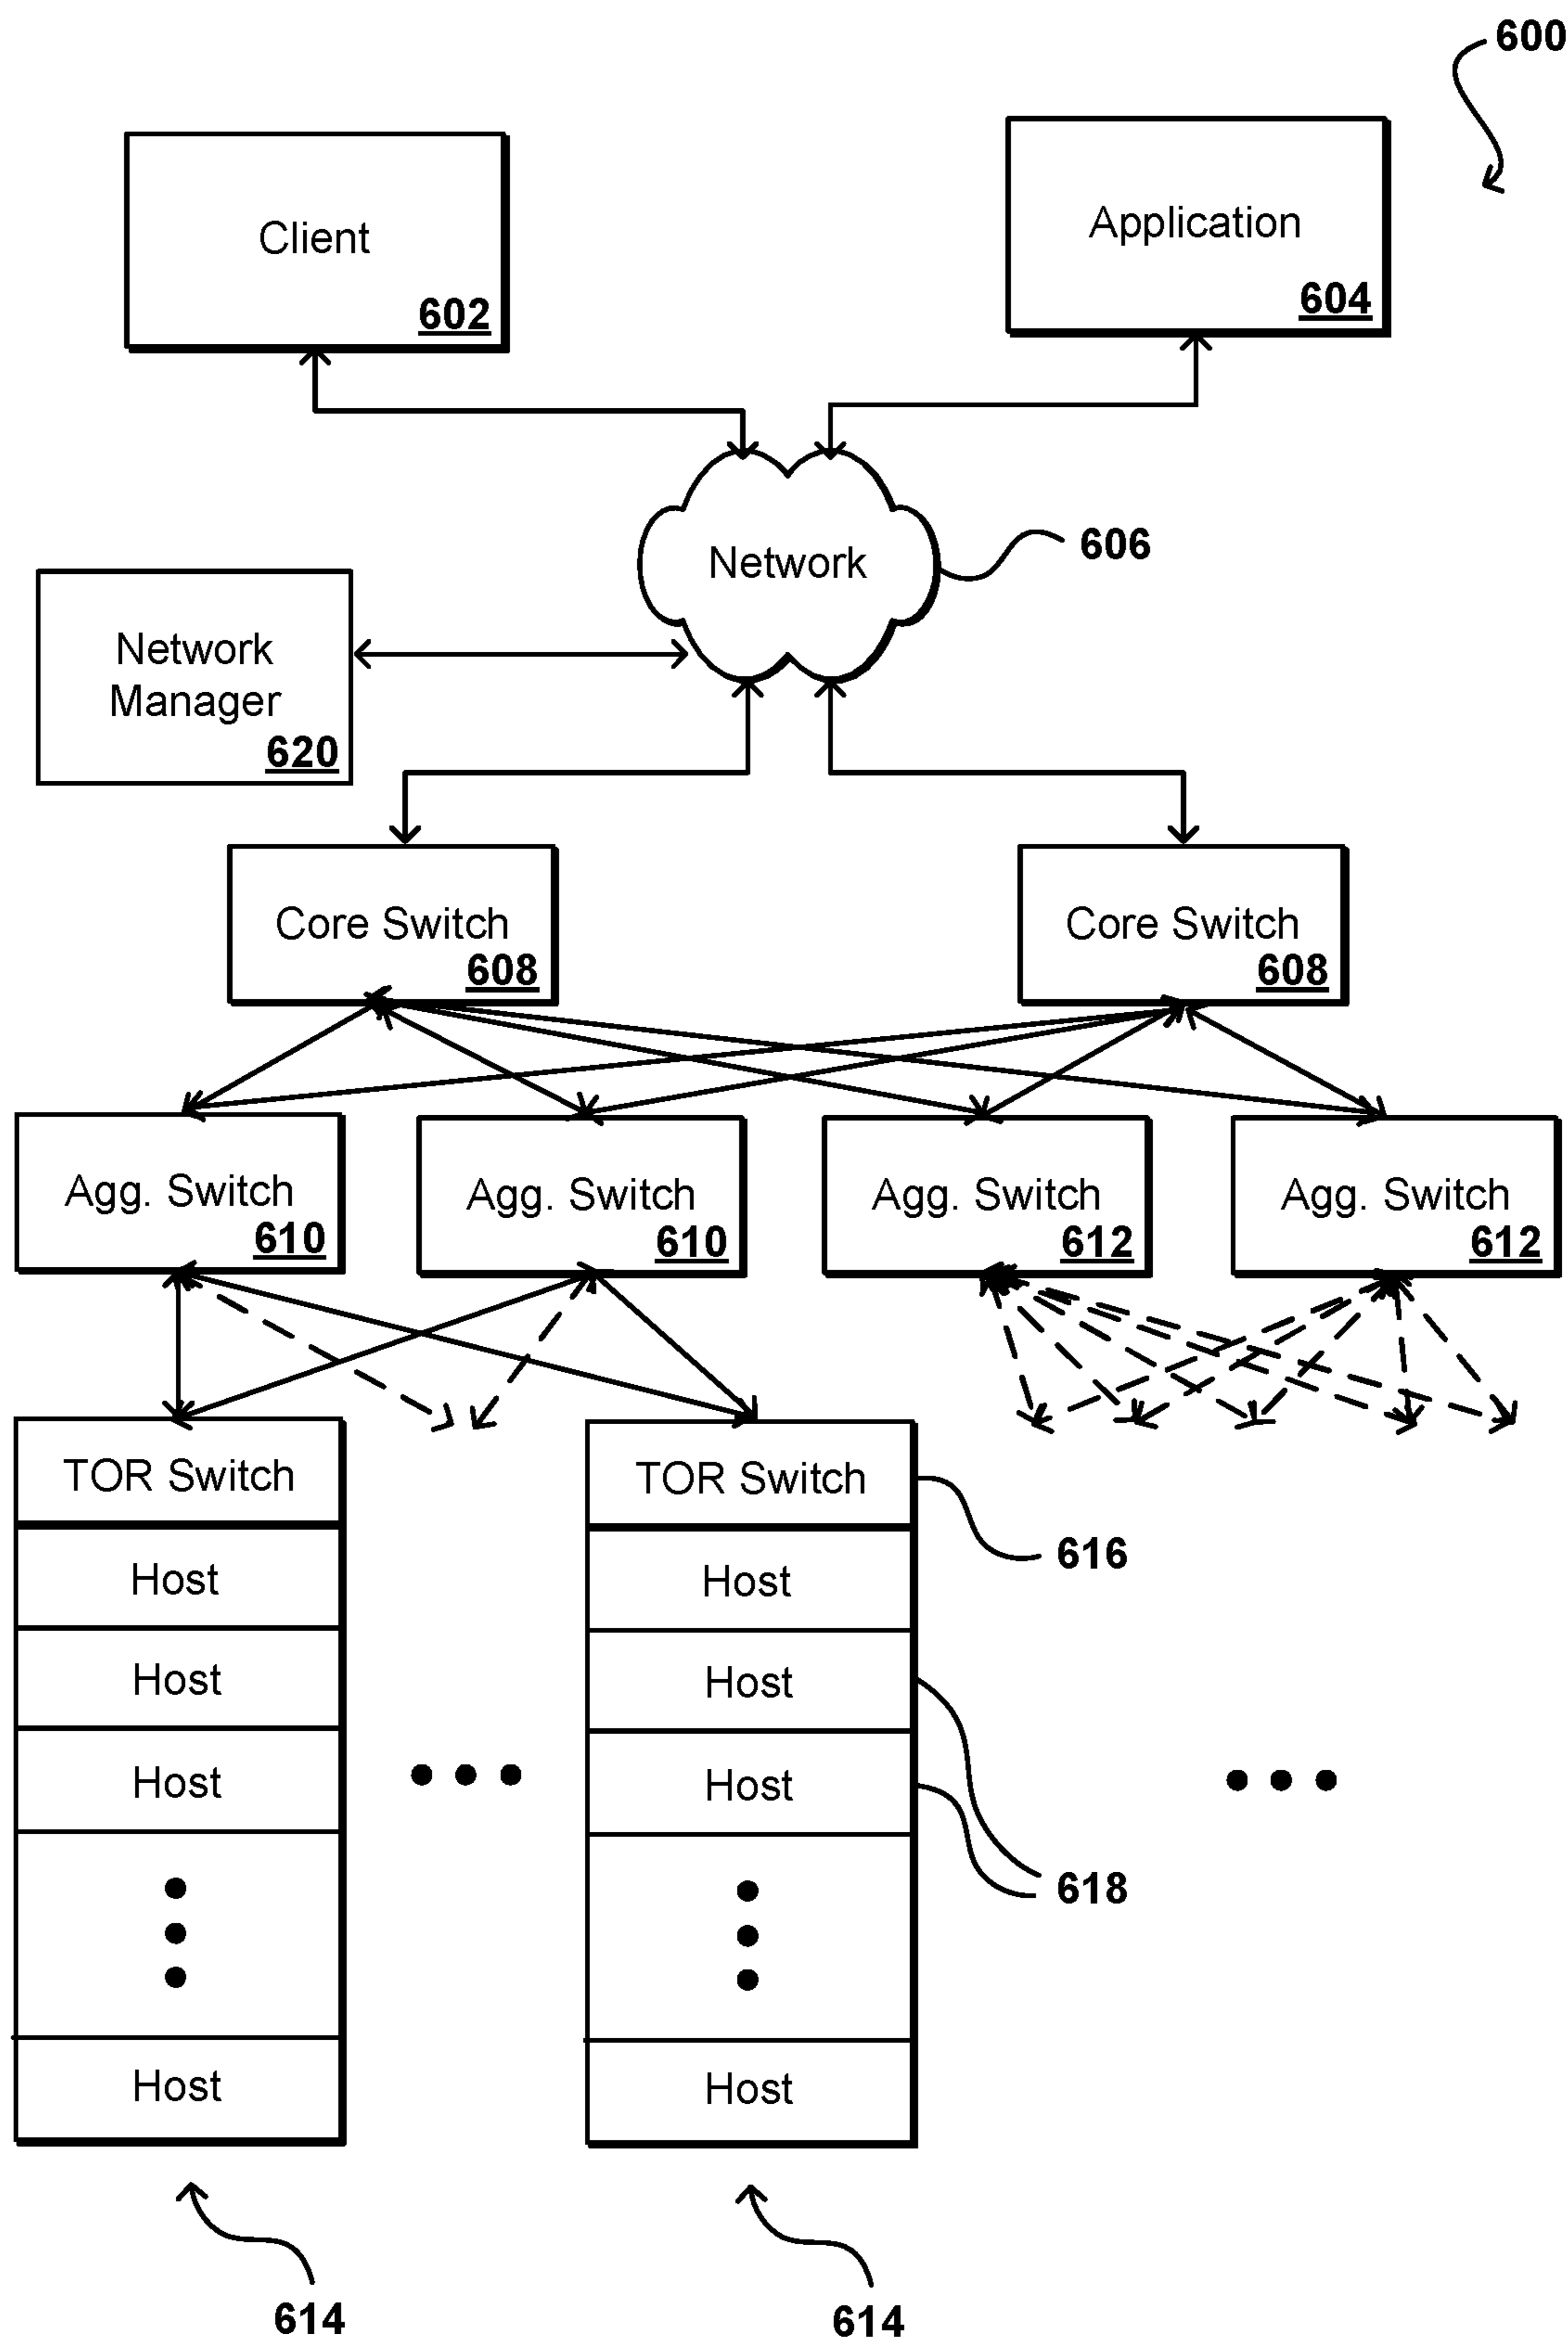 600
Client
602
Application
604
Network
606
Network
Manager
620
Core Switch
608
Core Switch
608
Agg. Switch
610
Agg. Switch
610
Agg. Switch
612
Agg. Switch
612
TOR Switch
Host
Host
Host
Host
TOR Switch
616
Host
Host
Host
618
Host
614
614